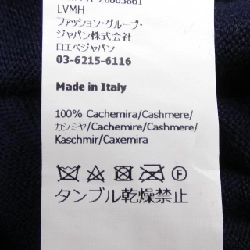 LVMH
ファッション・グループ・
ジャパン株式会社
ロエベジャパン
03-6215-6116
Made in Italy
100% Cachemira/Cashmere/
カシミヤ/Cachemire/Cashmere/
Kaschmir/Caxemira
タンブル乾燥禁止